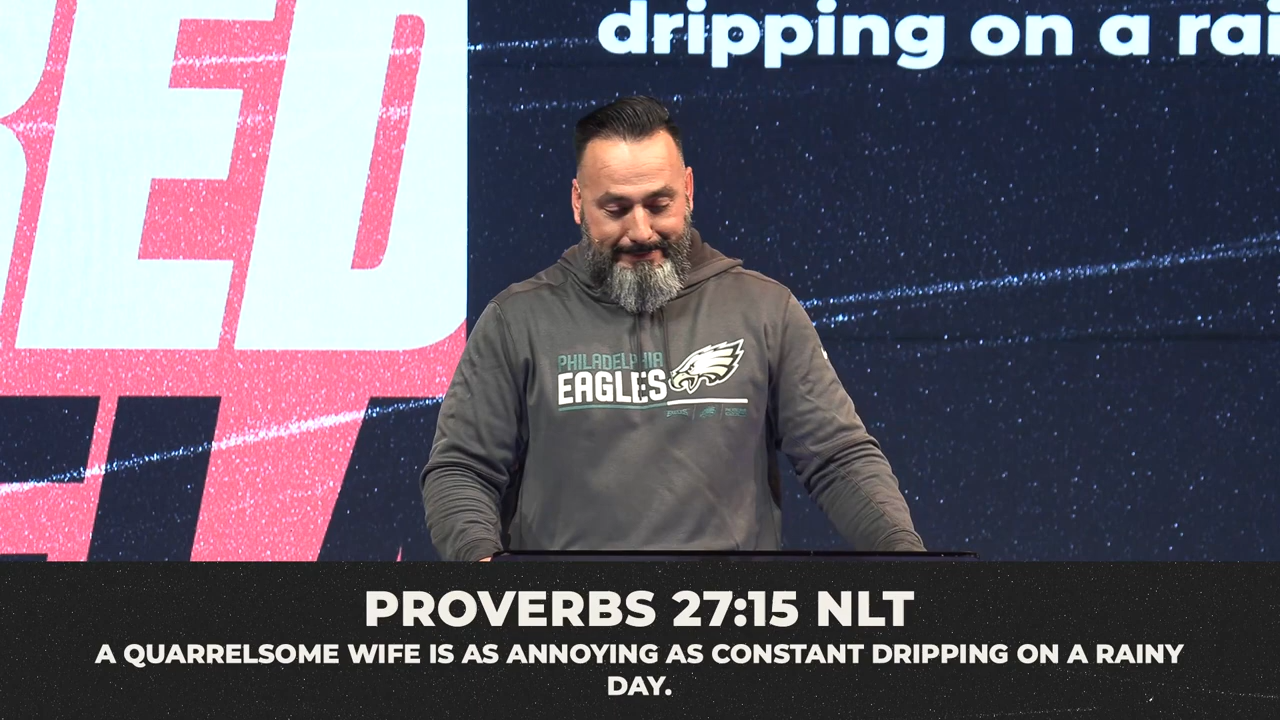 dripping on a rai
RED
PHILADELPHIA
EAGLES
PROVERBS 27:15 NLT
A QUARRELSOME WIFE IS AS ANNOYING AS CONSTANT DRIPPING ON A RAINY
DAY.